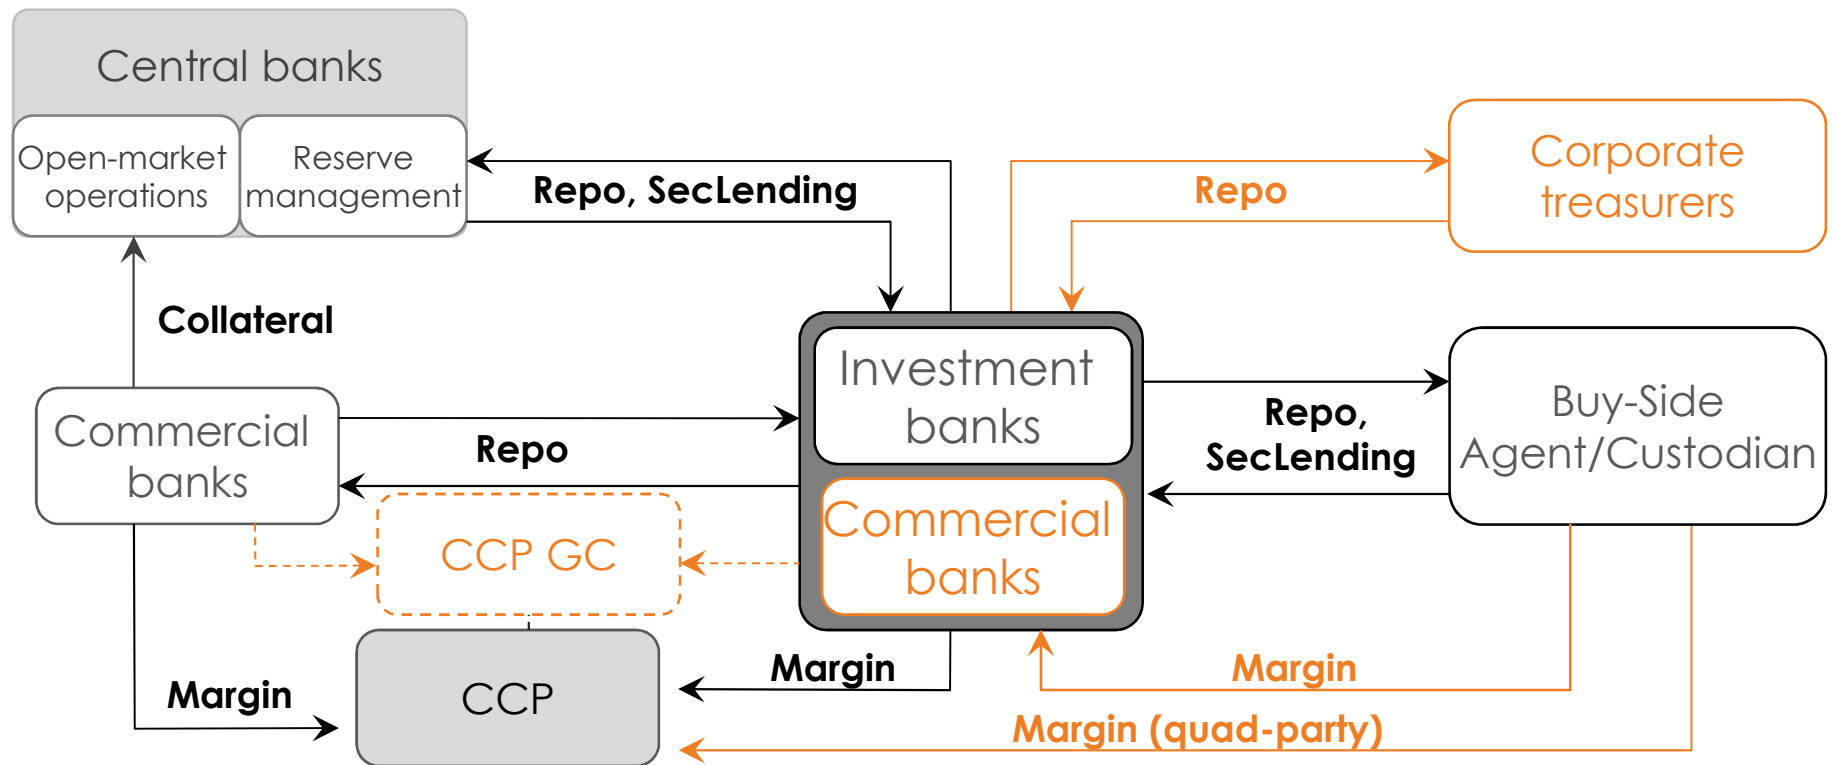 Central banks
Open-market
operations
Reserve
management
Repo, SecLending
Repo
Corporate
treasurers
Collateral
Investment
banks
Commercial
banks
Repo
Repo,
SecLending
Buy-Side
Agent/Custodian
CCP GC
Commercial
banks
Margin
CCP
Margin
Margin
Margin (quad-party)